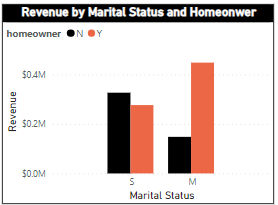 Revenue by Marital Status and Homeonwer
homeowner N Y
$0.4M
$0.2M
$0.0M
Revenue
S M
Marital Status